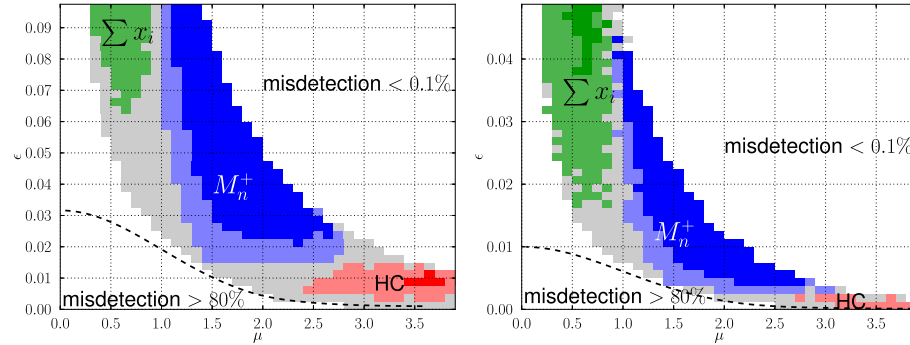 0.09
0.08
0.07
0.06
0.05
0.04
0.03
0.02
0.01
0.00
ϵ
0.0 0.5 1.0 1.5 2.0 2.5 3.0 3.5
μ
∑ x_i
misdetection < 0.1%
M_n^+
HC
misdetection > 80%
0.04
0.03
0.02
0.01
0.00
ϵ
0.0 0.5 1.0 1.5 2.0 2.5 3.0 3.5
μ
∑ x_i
misdetection < 0.1%
M_n^+
HC
misdetection > 80%